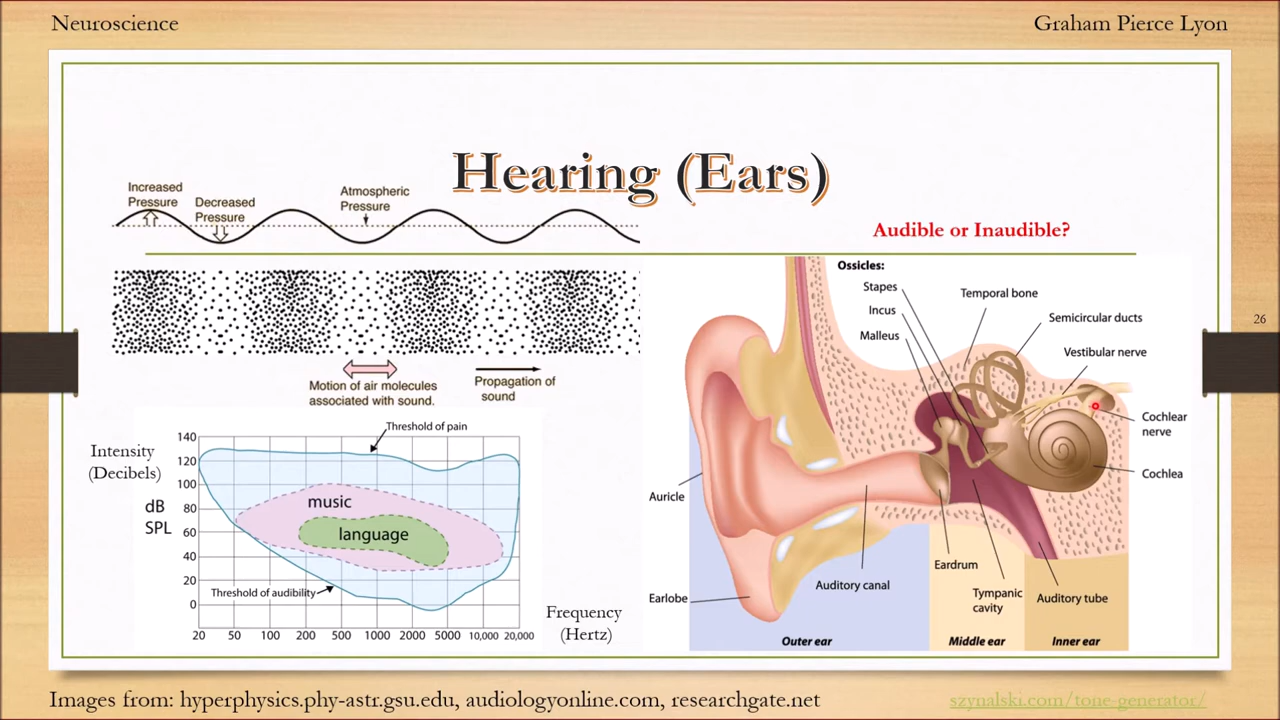 Neuroscience
Graham Pierce Lyon
Hearing (Ears)
Increased
Pressure
Decreased
Pressure
Atmospheric
Pressure
Audible or Inaudible?
26
Motion of air molecules
associated with sound.
Propagation of
sound
Intensity
(Decibels)
dB
SPL
140
120
100
80
60
40
20
0
Threshold of pain
music
language
Threshold of audibility
20 50 100 200 500 1000 2000 5000 10,000 20,000
Frequency
(Hertz)
Ossicles:
Stapes
Incus
Malleus
Temporal bone
Semicircular ducts
Vestibular nerve
Cochlear
nerve
Cochlea
Auricle
Earlobe
Auditory canal
Eardrum
Tympanic
cavity
Auditory tube
Outer ear
Middle ear
Inner ear
Images from: hyperphysics.phy-astr.gsu.edu, audiologyonline.com, researchgate.net
szynalski.com/tone-generator/